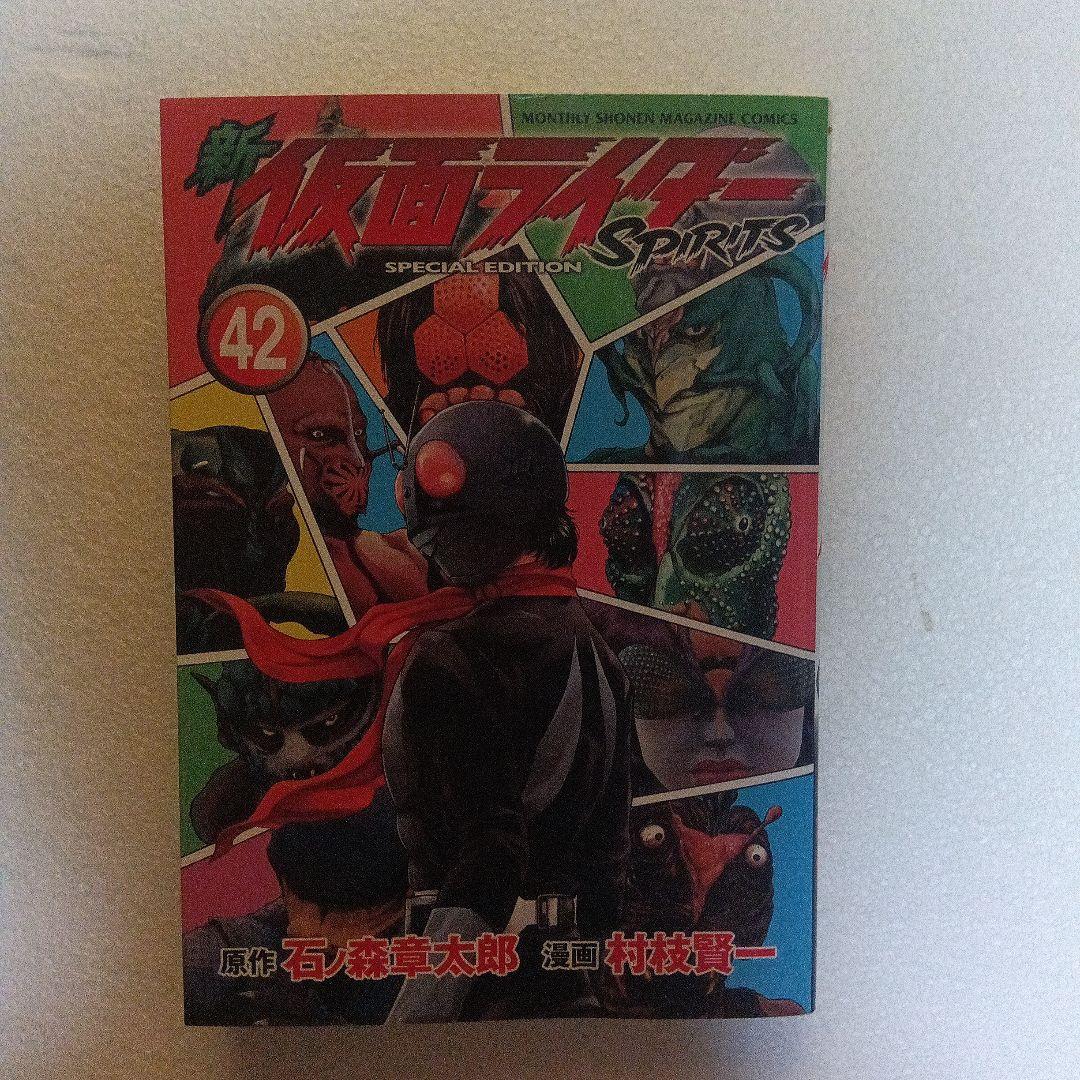 MONTHLY SHONEN MAGAZINE COMICS
新 仮面ライダー
SPIRITS
SPECIAL EDITION
42
原作 石ノ森章太郎 漫画 村枝賢一